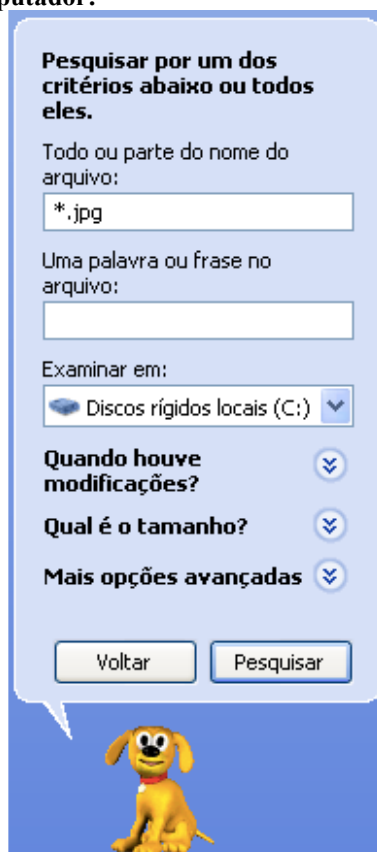 Pesquisar por um dos
critérios abaixo ou todos
eles.
Todo ou parte do nome do
arquivo:
*.jpg
Uma palavra ou frase no
arquivo:
Examinar em:
Discos rígidos locais (C:)
Quando houve
modificações?
Qual é o tamanho?
Mais opções avançadas
Voltar
Pesquisar